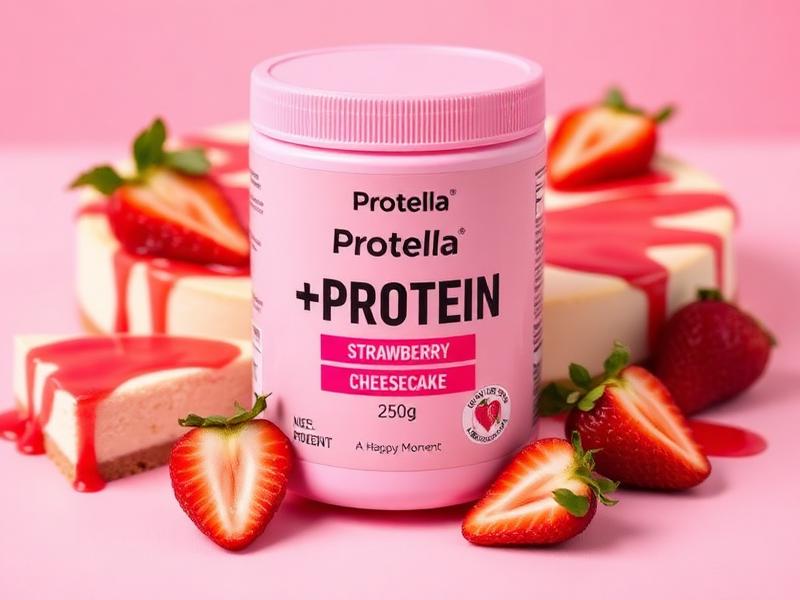 Protella®
Protella®
+PROTEIN
STRAWBERRY
CHEESECAKE
250g
A Happy Moment